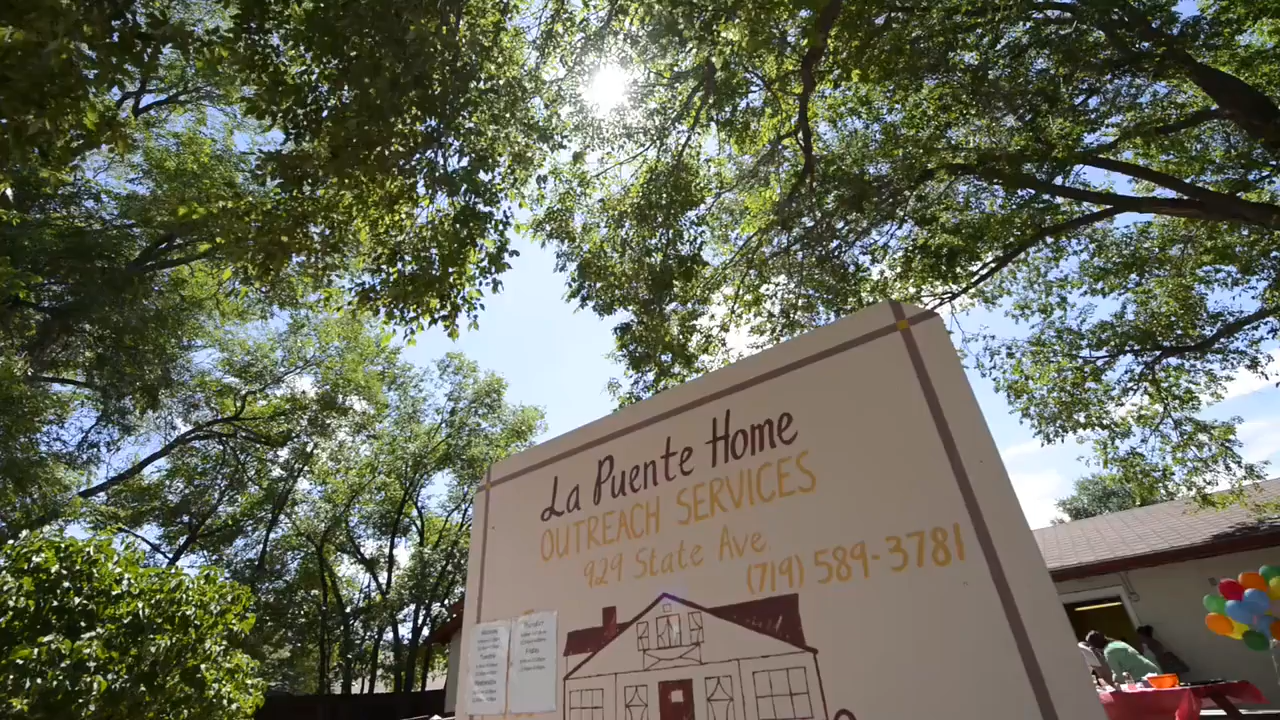 La Puente Home
OUTREACH SERVICES
929 State Ave.
(719) 589-3781